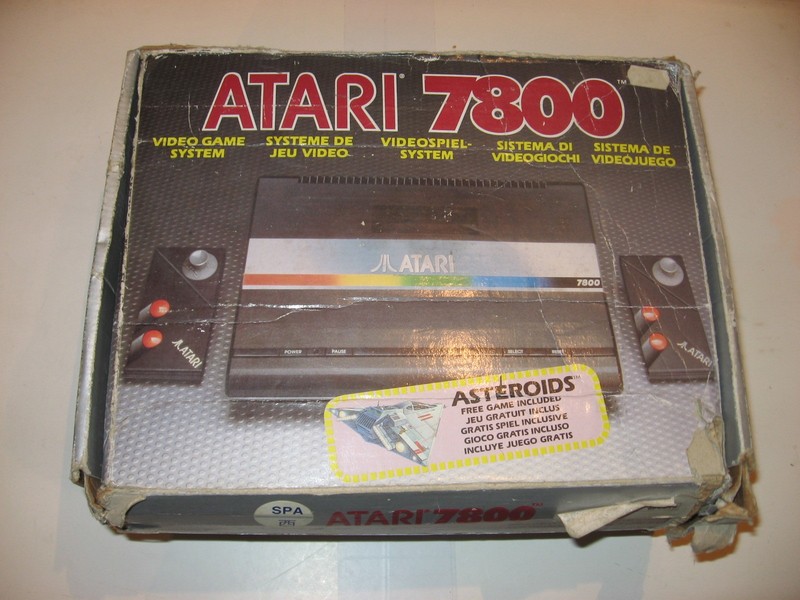 ATARI® 7800™
VIDEO GAME
SYSTEM
SYSTEME DE
JEU VIDEO
VIDEOSPIEL-
SYSTEM
SISTEMA DI
VIDEOGIOCHI
SISTEMA DE
VIDEOJUEGO
ATARI
7800
ATARI
ATARI
POWER PAUSE SELECT RESET
ASTEROIDS™
FREE GAME INCLUDED
JEU GRATUIT INCLUS
GRATIS SPIEL INCLUSIVE
GIOCO GRATIS INCLUSO
INCLUYE JUEGO GRATIS
SPA
ATARI® 7800™